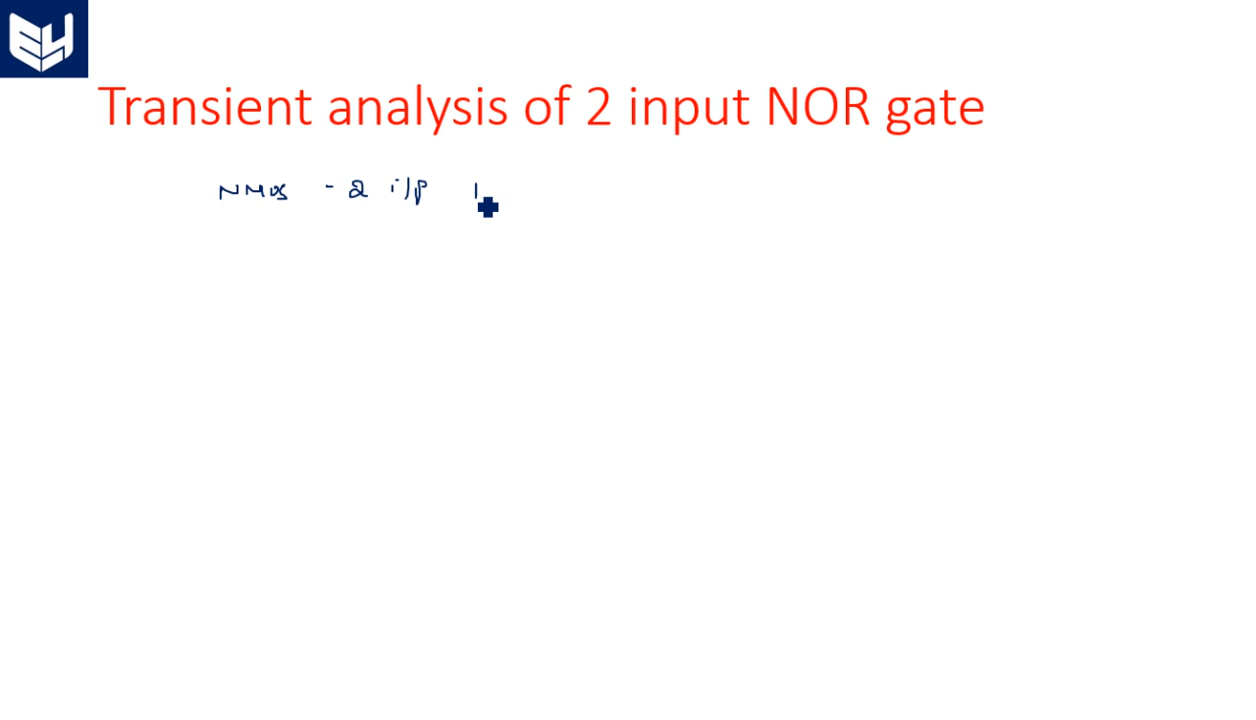 Transient analysis of 2 input NOR gate
NMOS - 2 i/p